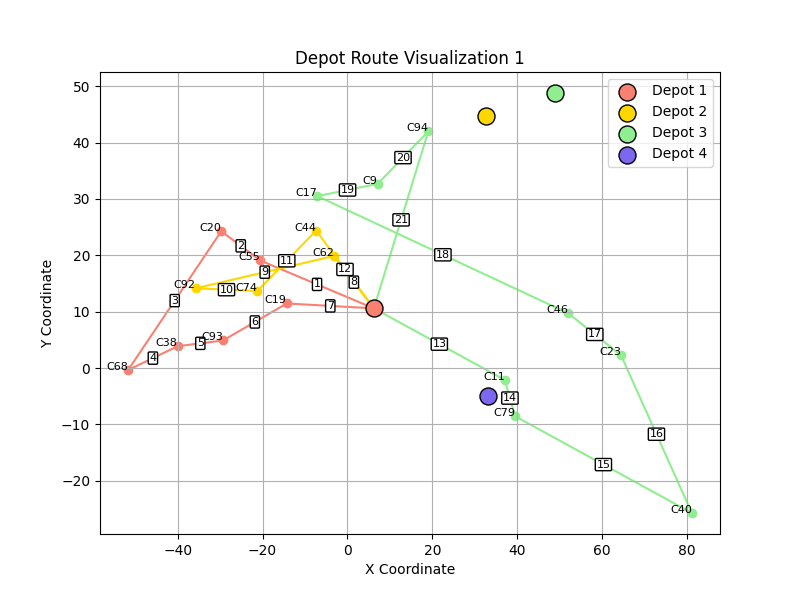 Depot Route Visualization 1
Depot 1
Depot 2
Depot 3
Depot 4
Y Coordinate
50
40
30
20
10
0
−10
−20
−40
−20
0
20
40
60
80
X Coordinate
C94
20
C9
19
C17
21
C20
2
C55
C44
11
C62
12
9
8
1
18
C92
10
C74
3
C19
7
C46
6
C93
5
C38
4
C68
13
17
C23
C11
14
C79
16
15
C40